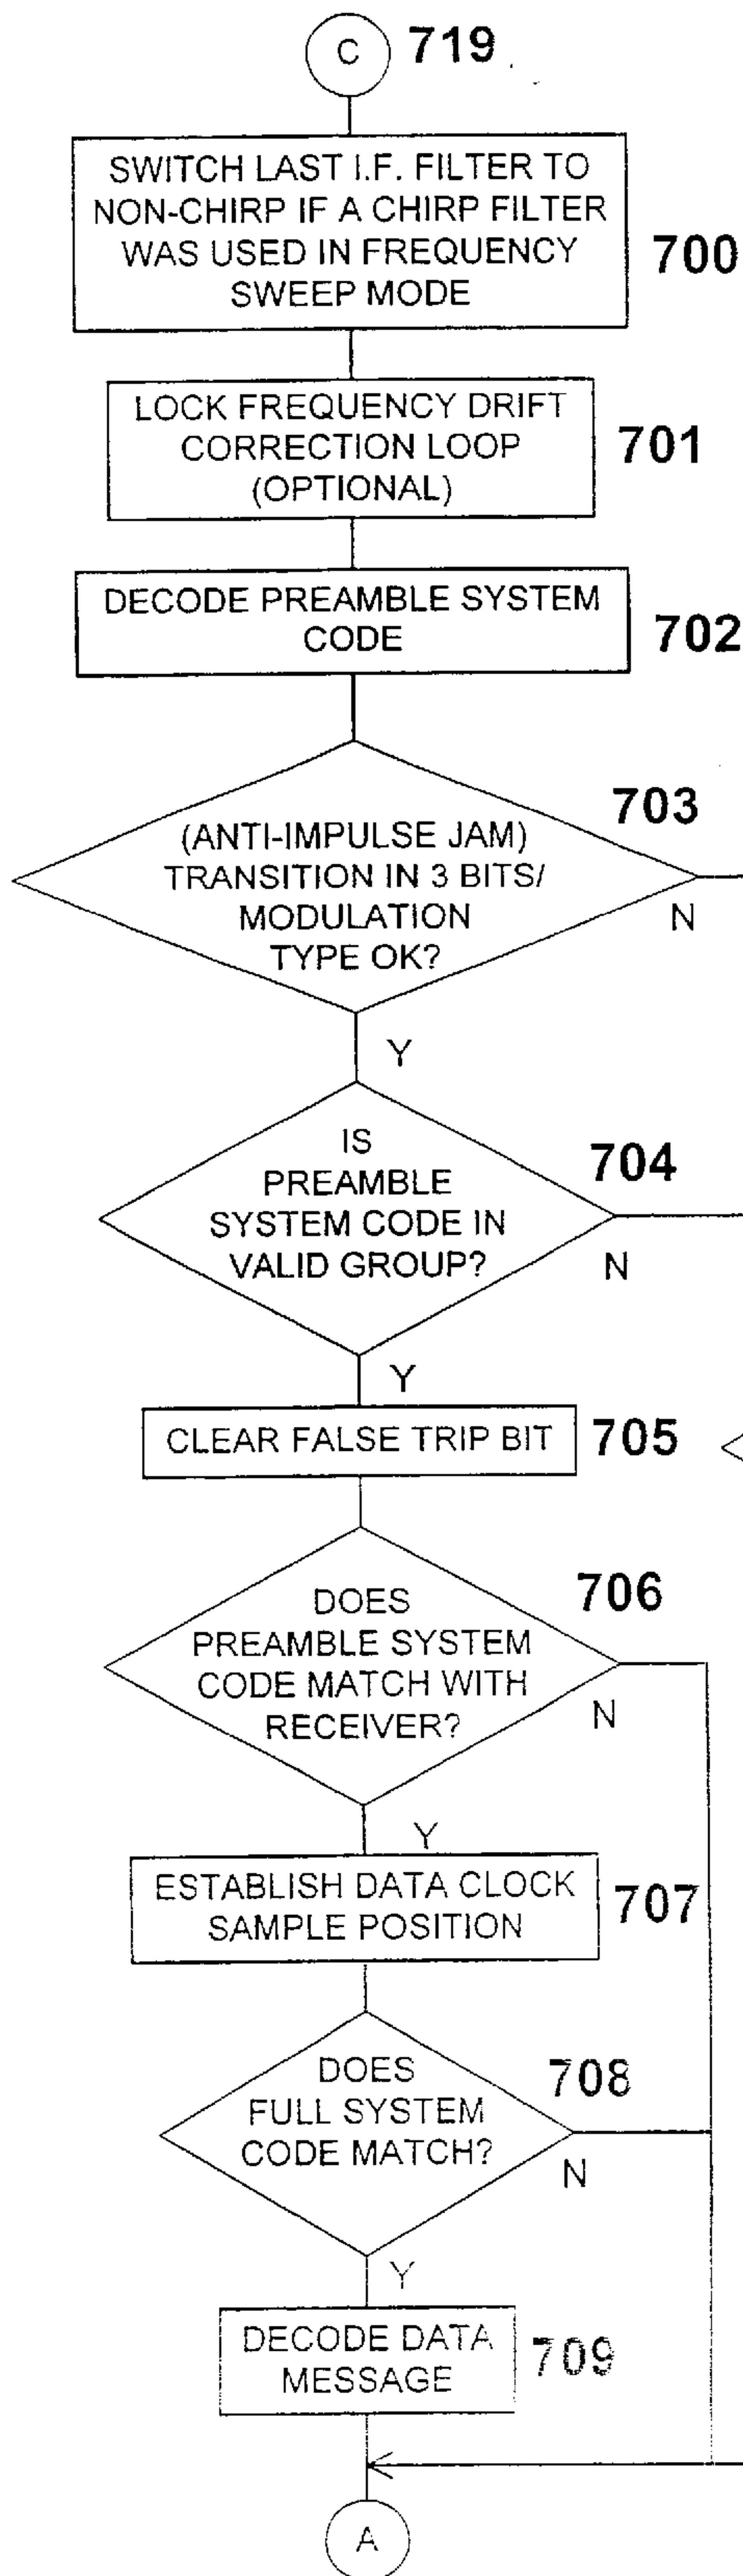 C 719
SWITCH LAST I.F. FILTER TO
NON-CHIRP IF A CHIRP FILTER
WAS USED IN FREQUENCY
SWEEP MODE
700
LOCK FREQUENCY DRIFT
CORRECTION LOOP
(OPTIONAL)
701
DECODE PREAMBLE SYSTEM
CODE
702
703
(ANTI-IMPULSE JAM)
TRANSITION IN 3 BITS/
MODULATION
TYPE OK?
N
Y
704
IS
PREAMBLE
SYSTEM CODE IN
VALID GROUP?
N
Y
CLEAR FALSE TRIP BIT 705
706
DOES
PREAMBLE SYSTEM
CODE MATCH WITH
RECEIVER?
N
Y
ESTABLISH DATA CLOCK
SAMPLE POSITION
707
708
DOES
FULL SYSTEM
CODE MATCH?
N
Y
DECODE DATA
MESSAGE
709
A